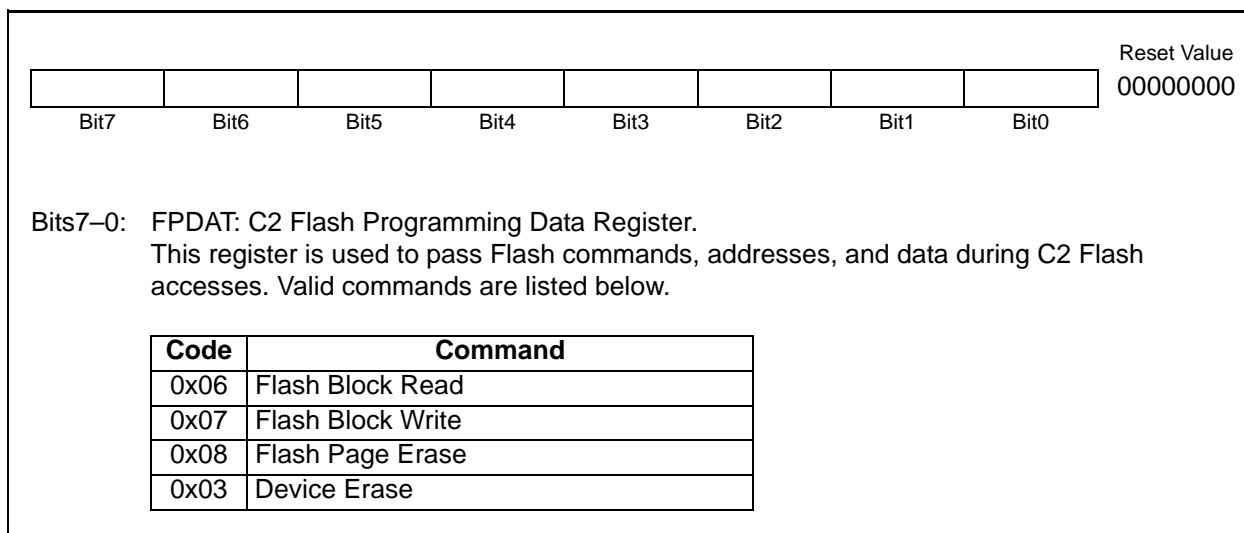 Reset Value
00000000
Bit7 Bit6 Bit5 Bit4 Bit3 Bit2 Bit1 Bit0
Bits7–0: FPDAT: C2 Flash Programming Data Register.
This register is used to pass Flash commands, addresses, and data during C2 Flash
accesses. Valid commands are listed below.
Code Command
0x06 Flash Block Read
0x07 Flash Block Write
0x08 Flash Page Erase
0x03 Device Erase